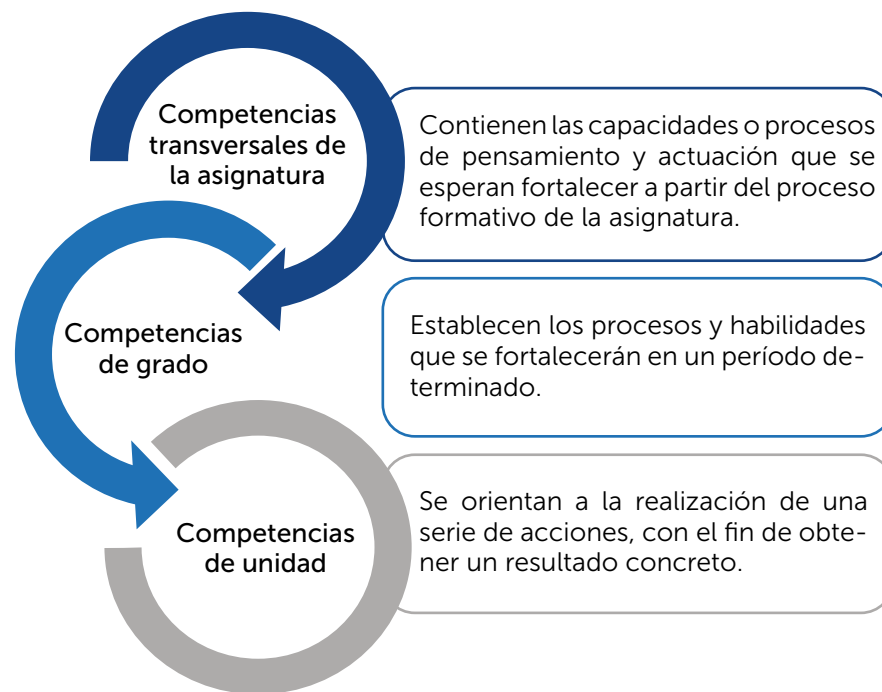 Competencias
transversales de
la asignatura
Contienen las capacidades o procesos
de pensamiento y actuación que se
esperan fortalecer a partir del proceso
formativo de la asignatura.
Competencias
de grado
Establecen los procesos y habilidades
que se fortalecerán en un período de-
terminado.
Competencias
de unidad
Se orientan a la realización de una
serie de acciones, con el fin de obte-
ner un resultado concreto.